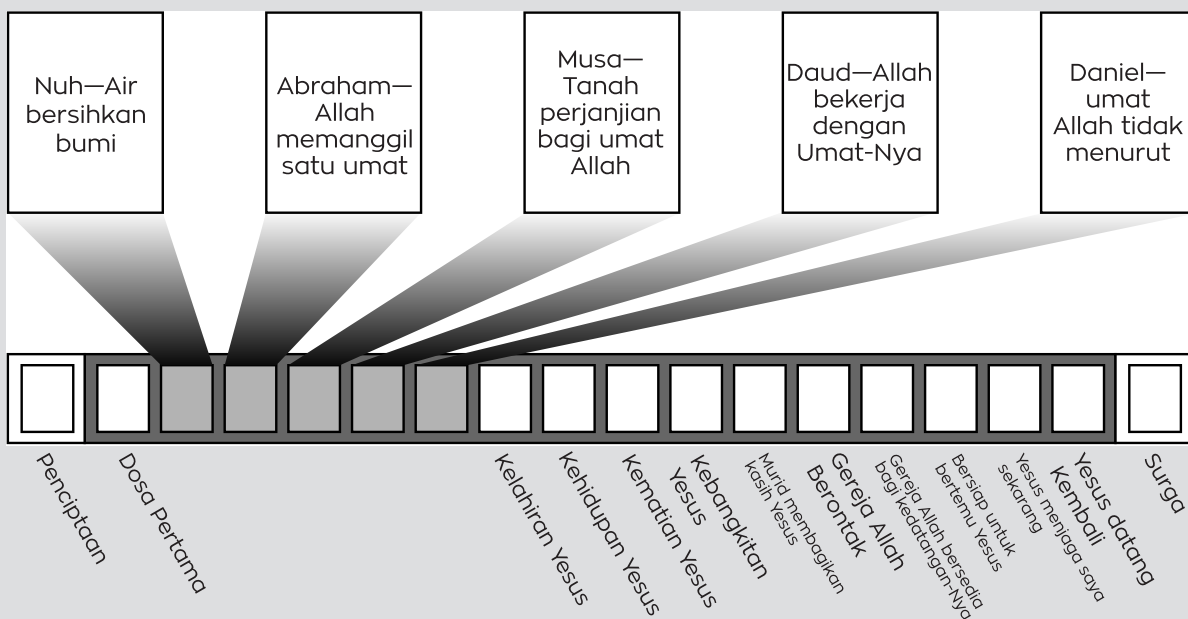 Nuh—Air
bersihkan
bumi
Abraham—
Allah
memanggil
satu umat
Musa—
Tanah
perjanjian
bagi umat
Allah
Daud—Allah
bekerja
dengan
Umat-Nya
Daniel—
umat
Allah tidak
menurut
Penciptaan
Dosa Pertama
Kelahiran Yesus
Kehidupan Yesus
Kematian Yesus
Kebangkitan
Yesus
Murid membagikan
kasih Yesus
Gereja Allah
Berontak
Gereja Allah bersedia
bagi kedatangan-Nya
Bersiap untuk
bertemu Yesus
Yesus menjaga saya
sekarang
Yesus datang
Kembali
Surga